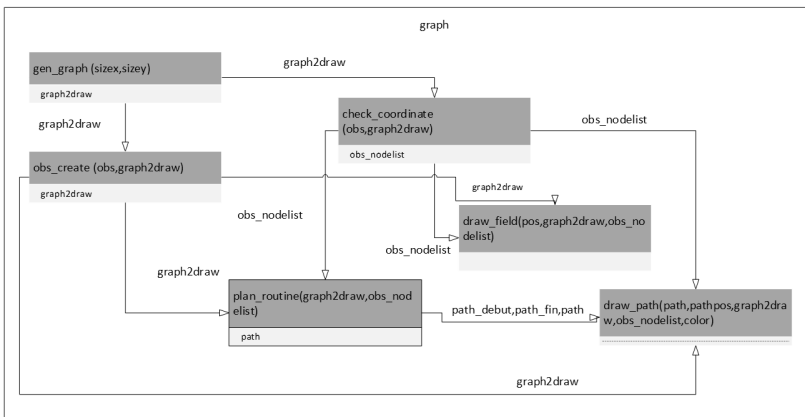 graph
gen_graph (sizex,sizey)
graph2draw
graph2draw
graph2draw
check_coordinate
(obs,graph2draw)
obs_nodelist
obs_nodelist
obs_create (obs,graph2draw)
graph2draw
graph2draw
draw_field(pos,graph2draw,obs_no
delist)
obs_nodelist
obs_nodelist
graph2draw
plan_routine(graph2draw,obs_nod
elist)
path
path_debut,path_fin,path
draw_path(path,pathpos,graph2dra
w,obs_nodelist,color)
graph2draw